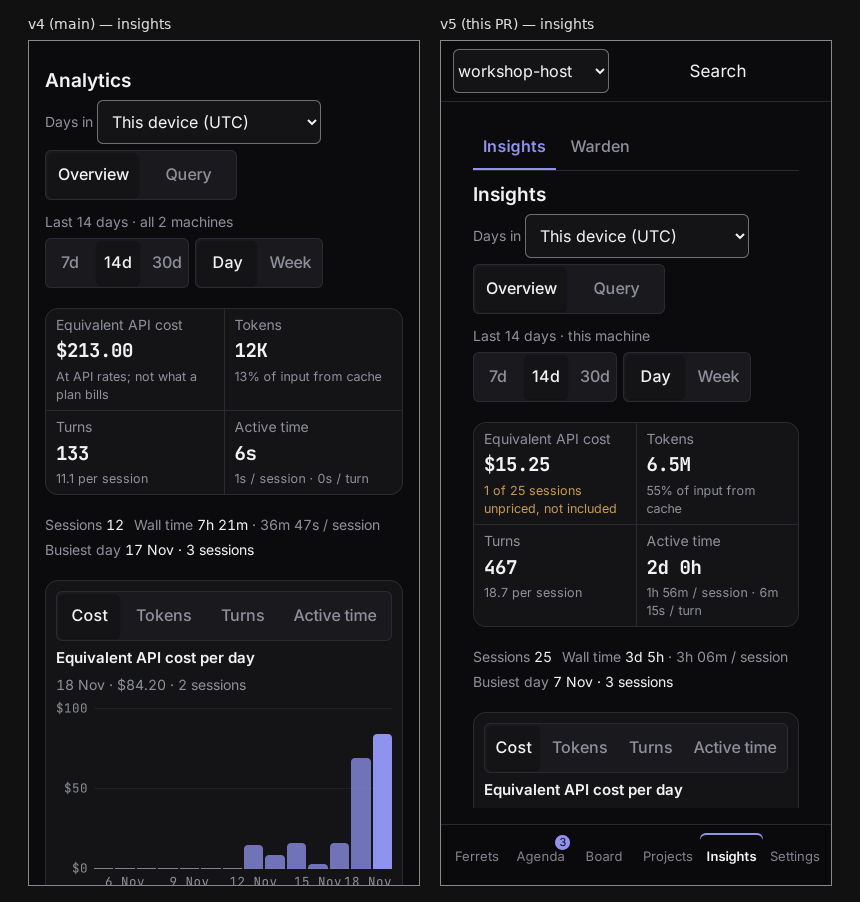 v4 (main) — insights
Analytics
Days in This device (UTC)
Overview Query
Last 14 days · all 2 machines
7d 14d 30d Day Week
Equivalent API cost Tokens
$213.00 12K
At API rates; not what a 13% of input from cache
plan bills
Turns Active time
133 6s
11.1 per session 1s / session · 0s / turn
Sessions 12 Wall time 7h 21m · 36m 47s / session
Busiest day 17 Nov · 3 sessions
Cost Tokens Turns Active time
Equivalent API cost per day
18 Nov · $84.20 · 2 sessions
$100
$50
$0
6 Nov 9 Nov 12 Nov 15 Nov 18 Nov
v5 (this PR) — insights
workshop-host Search
Insights Warden
Insights
Days in This device (UTC)
Overview Query
Last 14 days · this machine
7d 14d 30d Day Week
Equivalent API cost Tokens
$15.25 6.5M
1 of 25 sessions 55% of input from
unpriced, not included cache
Turns Active time
467 2d 0h
18.7 per session 1h 56m / session · 6m
15s / turn
Sessions 25 Wall time 3d 5h · 3h 06m / session
Busiest day 7 Nov · 3 sessions
Cost Tokens Turns Active time
Equivalent API cost per day
3
Ferrets Agenda Board Projects Insights Settings